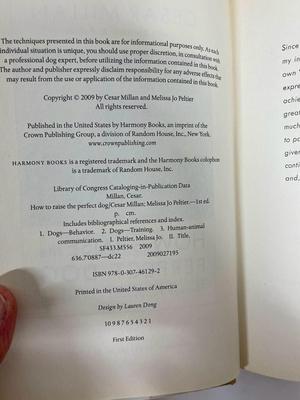 The techniques presented in this book are for informational purposes only. As each
individual situation is unique, you should use proper discretion, in consultation with
a professional dog expert, before utilizing the information contained in this book.
The author and publisher expressly disclaim responsibility for any adverse effects that
may result from the use or application of the information contained in this book.
Copyright © 2009 by Cesar Millan and Melissa Jo Peltier
All rights reserved.
Published in the United States by Harmony Books, an imprint of the
Crown Publishing Group, a division of Random House, Inc., New York.
www.crownpublishing.com
HARMONY BOOKS is a registered trademark and the Harmony Books colophon
is a trademark of Random House, Inc.
Library of Congress Cataloging-in-Publication Data
Millan, Cesar.
How to raise the perfect dog/Cesar Millan; Melissa Jo Peltier.—1st ed.
p. cm.
Includes bibliographical references and index.
1. Dogs—Behavior. 2. Dogs—Training. 3. Human-animal
communication. I. Peltier, Melissa Jo. II. Title.
SF433.M556 2009
636.7'0887—dc22 2009027195
ISBN 978-0-307-46129-2
Printed in the United States of America
Design by Lauren Dong
10 9 8 7 6 5 4 3 2 1
First Edition
Since
my in
own
expre
achie
great
much
to pa
given
conti
and,